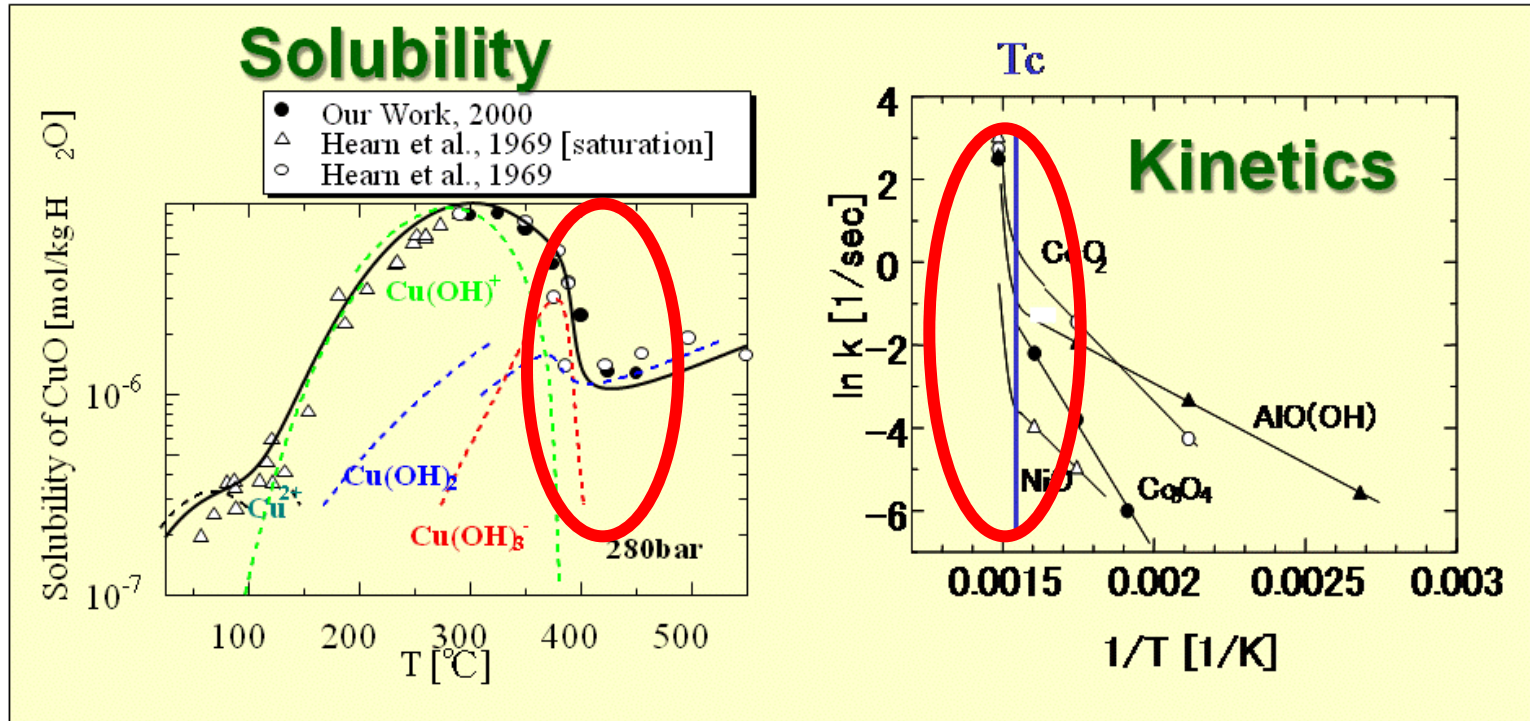 Solubility
Our Work, 2000
Hearn et al., 1969 [saturation]
Hearn et al., 1969
Solubility of CuO [mol/kg H 2O]
10-6
10-7
Cu(OH)+
Cu(OH)2
Cu2+
Cu(OH)3-
280bar
100 200 300 400 500
T [℃]
Tc
Kinetics
4
2
0
−2
−4
−6
ln k [1/sec]
CeO2
AlO(OH)
NiO
Co3O4
0.0015 0.002 0.0025 0.003
1/T [1/K]